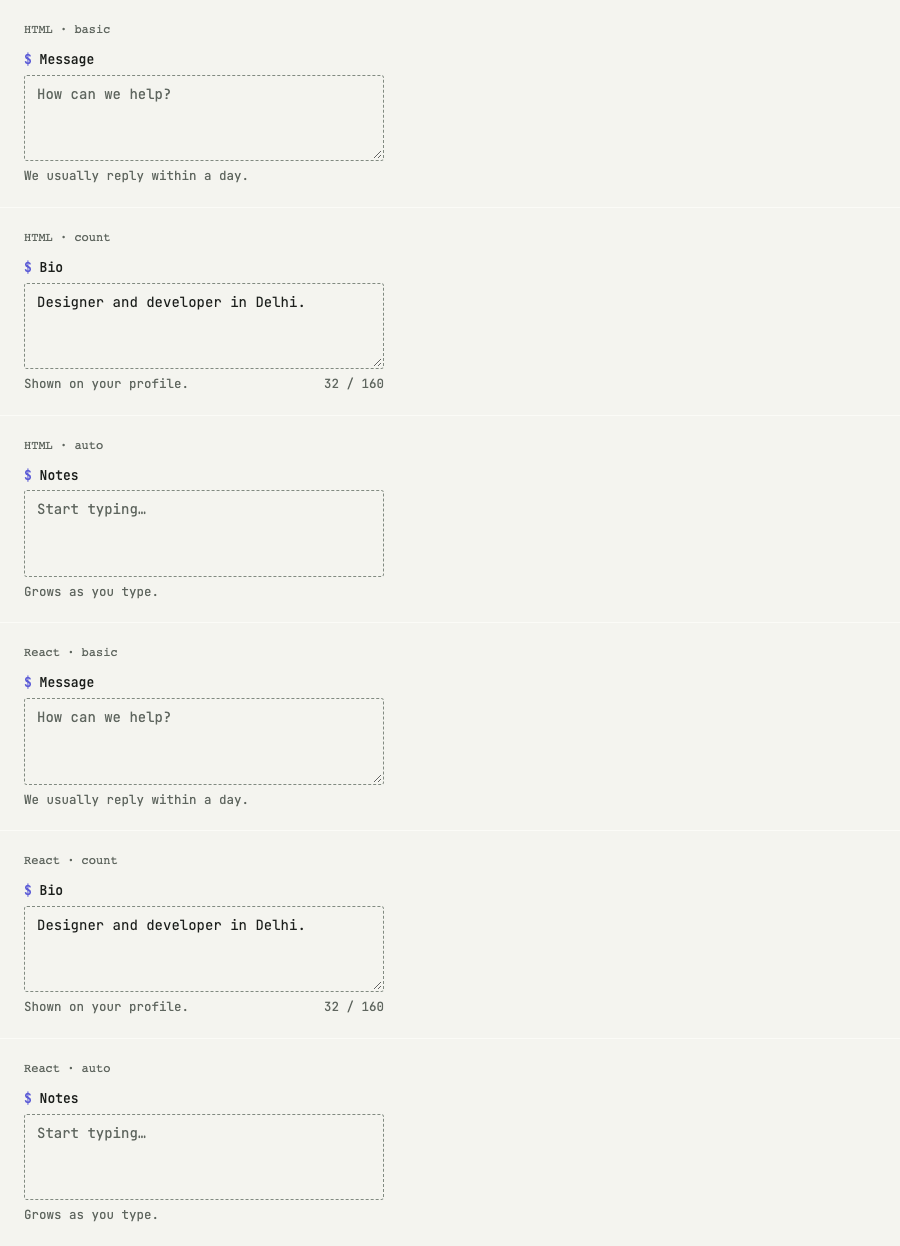 HTML · basic
$ Message
How can we help?
We usually reply within a day.
HTML · count
$ Bio
Designer and developer in Delhi.
Shown on your profile. 32 / 160
HTML · auto
$ Notes
Start typing…
Grows as you type.
React · basic
$ Message
How can we help?
We usually reply within a day.
React · count
$ Bio
Designer and developer in Delhi.
Shown on your profile. 32 / 160
React · auto
$ Notes
Start typing…
Grows as you type.